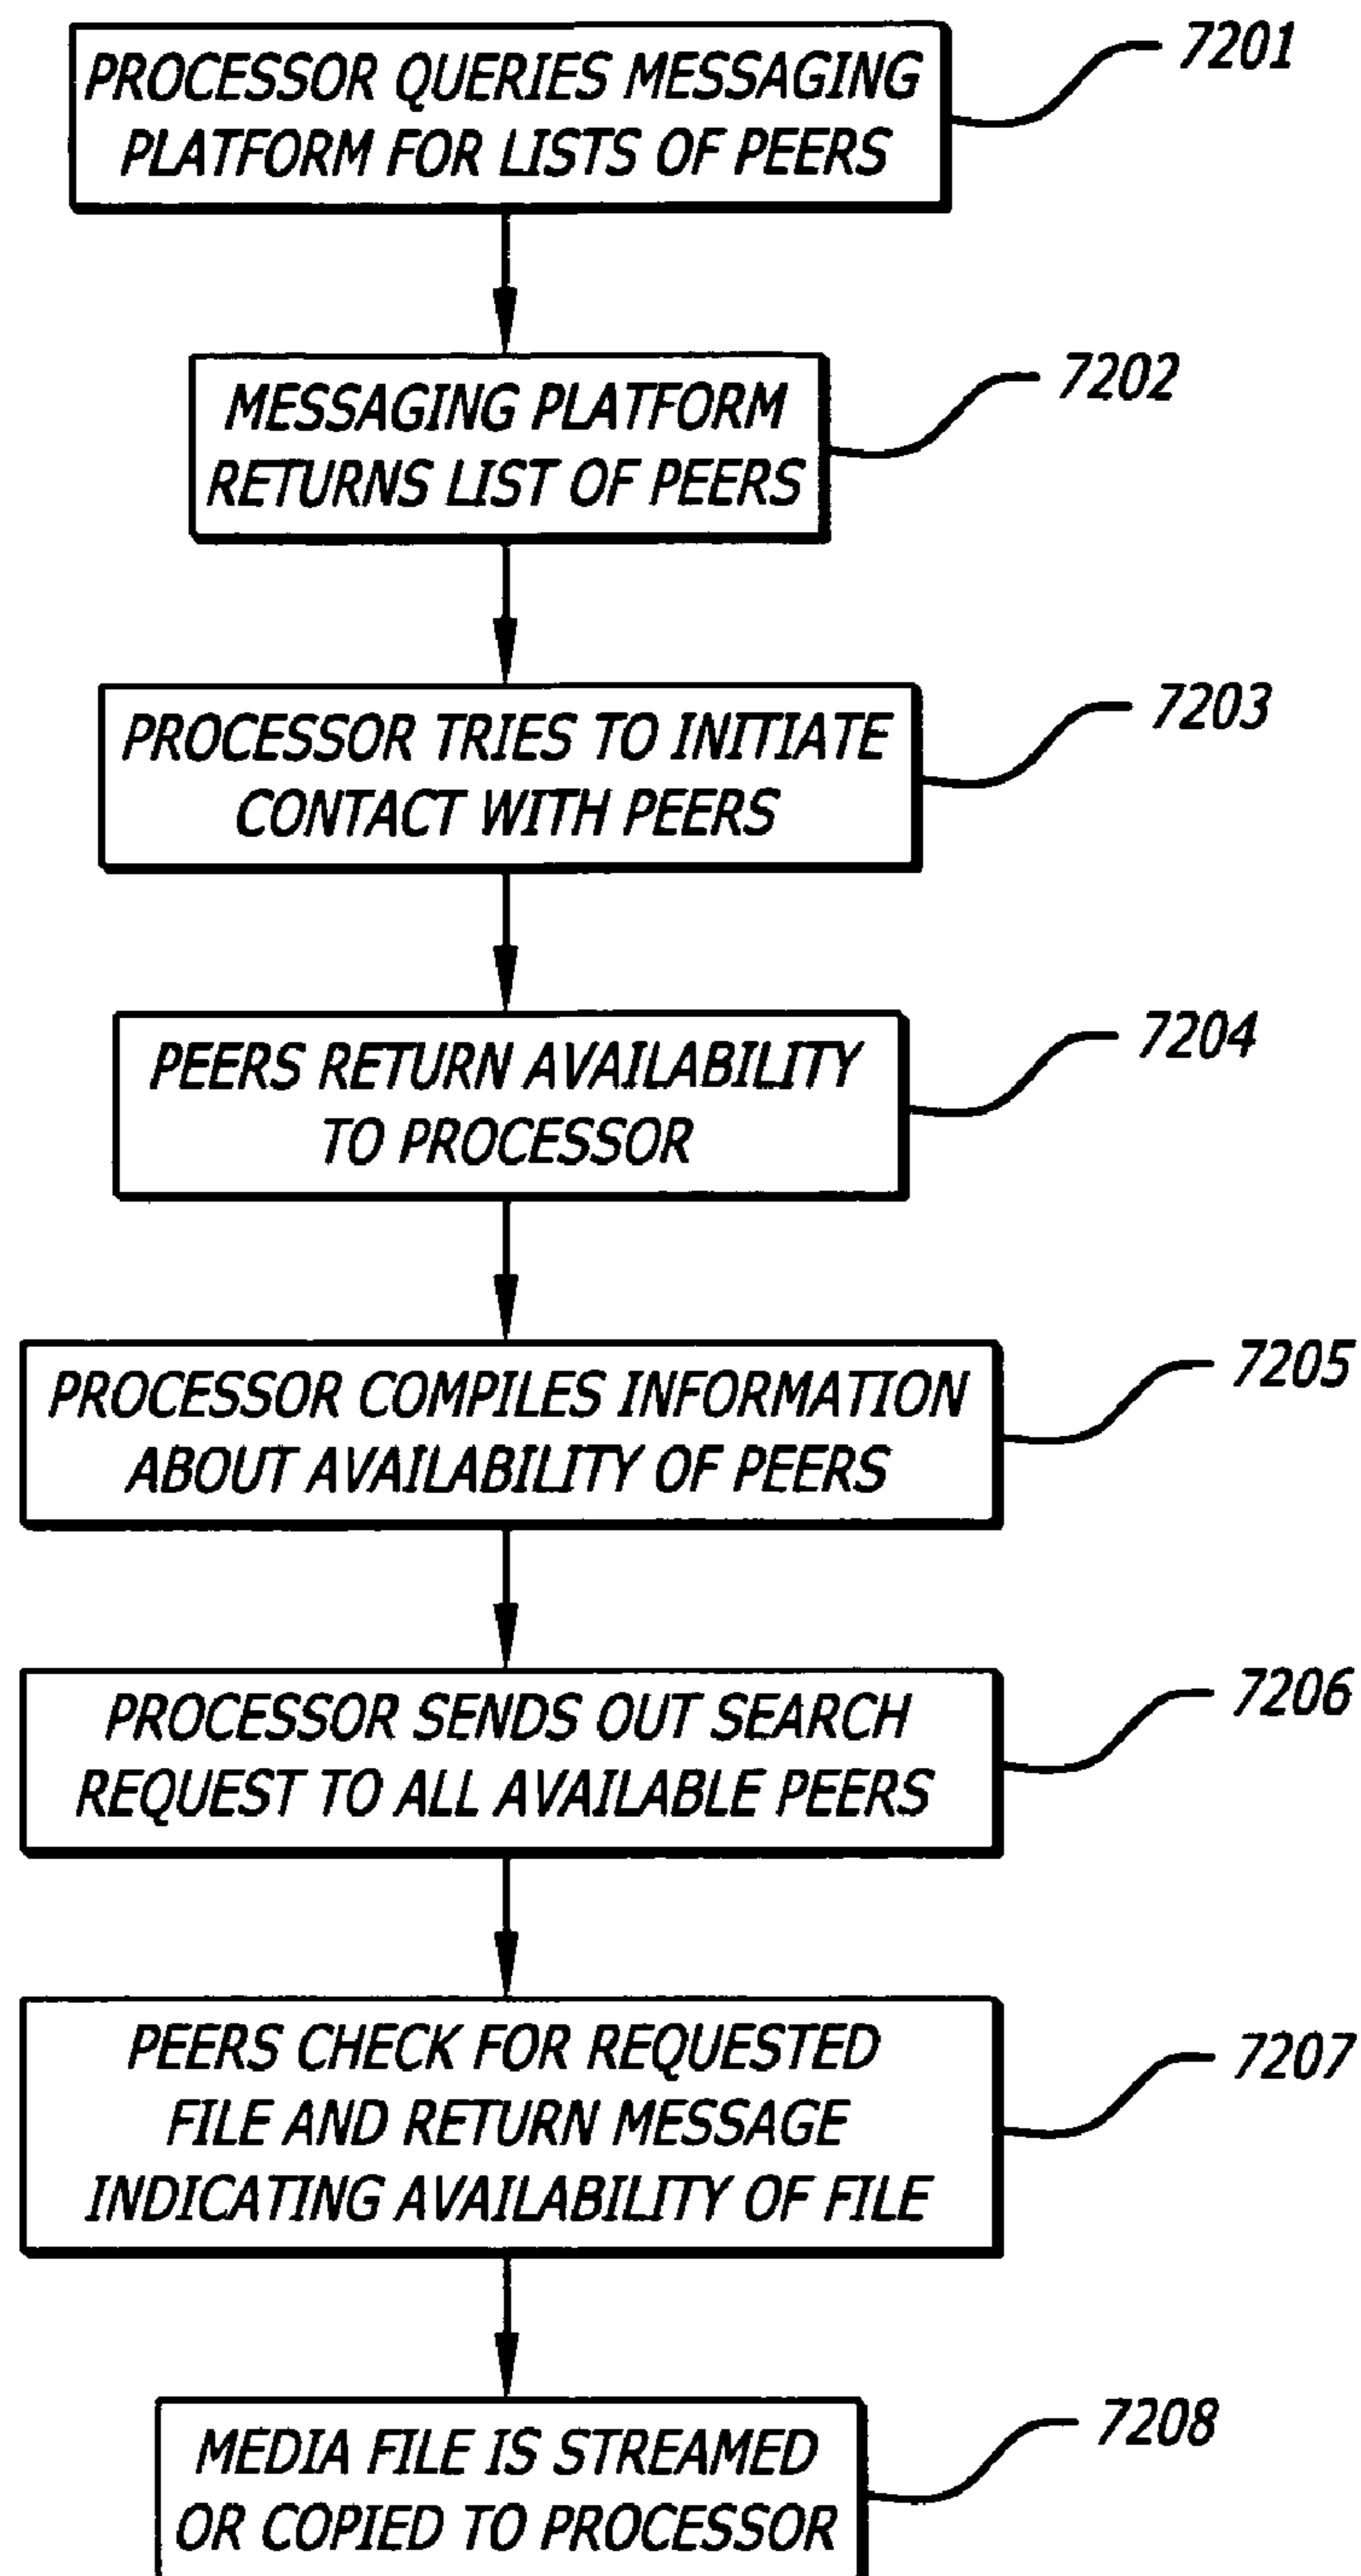 PROCESSOR QUERIES MESSAGING
PLATFORM FOR LISTS OF PEERS
7201
MESSAGING PLATFORM
RETURNS LIST OF PEERS
7202
PROCESSOR TRIES TO INITIATE
CONTACT WITH PEERS
7203
PEERS RETURN AVAILABILITY
TO PROCESSOR
7204
PROCESSOR COMPILES INFORMATION
ABOUT AVAILABILITY OF PEERS
7205
PROCESSOR SENDS OUT SEARCH
REQUEST TO ALL AVAILABLE PEERS
7206
PEERS CHECK FOR REQUESTED
FILE AND RETURN MESSAGE
INDICATING AVAILABILITY OF FILE
7207
MEDIA FILE IS STREAMED
OR COPIED TO PROCESSOR
7208